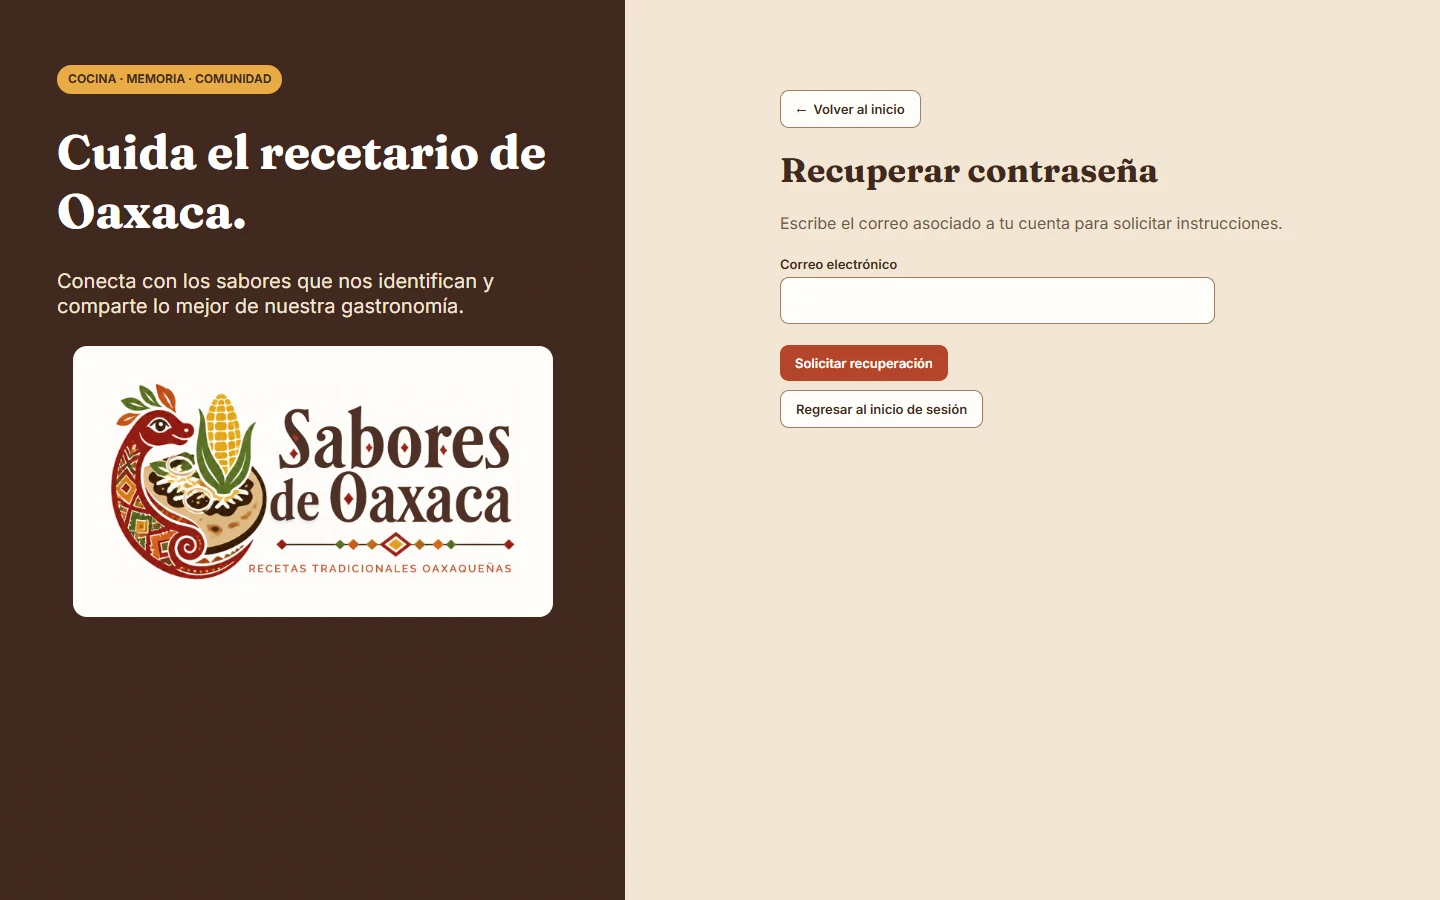 COCINA · MEMORIA · COMUNIDAD
Cuida el recetario de
Oaxaca.
Conecta con los sabores que nos identifican y
comparte lo mejor de nuestra gastronomía.
Sabores
de Oaxaca
RECETAS TRADICIONALES OAXAQUEÑAS
← Volver al inicio
Recuperar contraseña
Escribe el correo asociado a tu cuenta para solicitar instrucciones.
Correo electrónico
Solicitar recuperación
Regresar al inicio de sesión